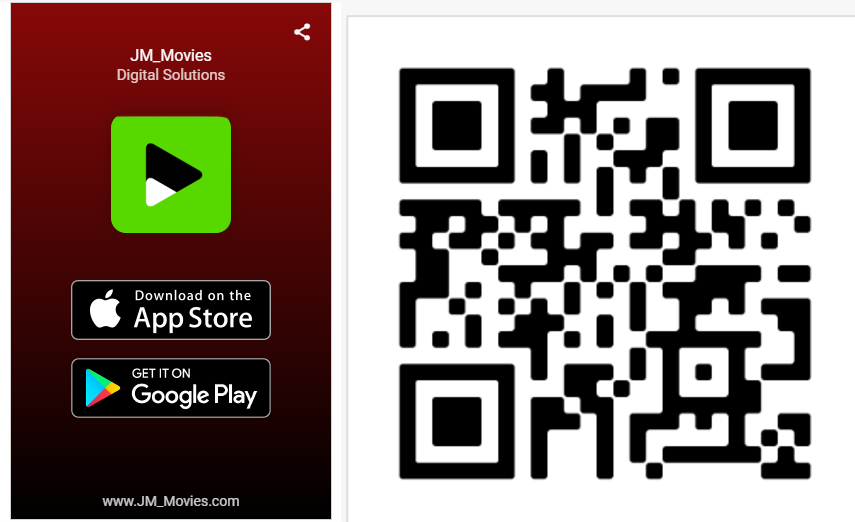 JM_Movies
Digital Solutions
Download on the
App Store
GET IT ON
Google Play
www.JM_Movies.com